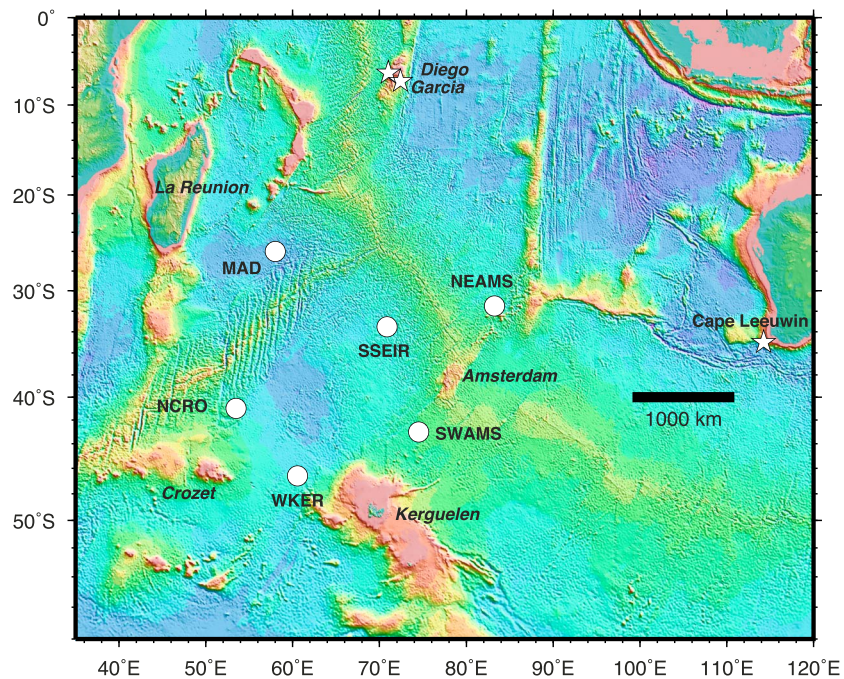 0°
10°S
20°S
30°S
40°S
50°S
Diego
Garcia
La Reunion
MAD
NEAMS
Cape Leeuwin
SSEIR
Amsterdam
NCRO
1000 km
SWAMS
Crozet
WKER
Kerguelen
40°E
50°E
60°E
70°E
80°E
90°E
100°E
110°E
120°E